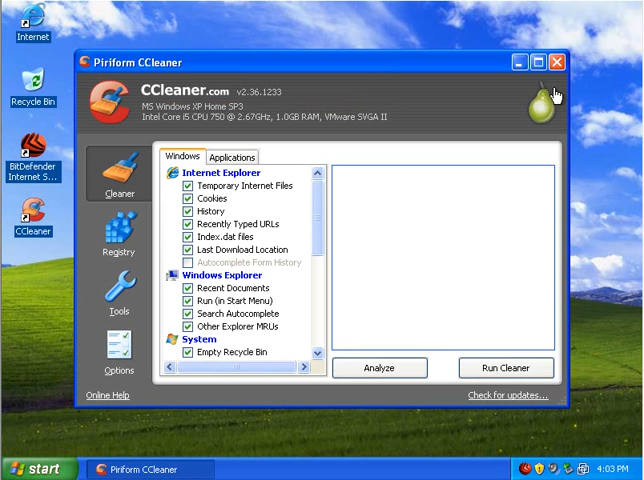 Internet
Recycle Bin
BitDefender
Internet S...
CCleaner
Piriform CCleaner
CCleaner.com v2.36.1233
MS Windows XP Home SP3
Intel Core i5 CPU 750 @ 2.67GHz, 1.0GB RAM, VMware SVGA II
Cleaner
Registry
Tools
Options
Windows
Applications
Internet Explorer
Temporary Internet Files
Cookies
History
Recently Typed URLs
Index.dat files
Last Download Location
Autocomplete Form History
Windows Explorer
Recent Documents
Run (in Start Menu)
Search Autocomplete
Other Explorer MRUs
System
Empty Recycle Bin
Analyze
Run Cleaner
Online Help
Check for updates...
start
Piriform CCleaner
4:03 PM